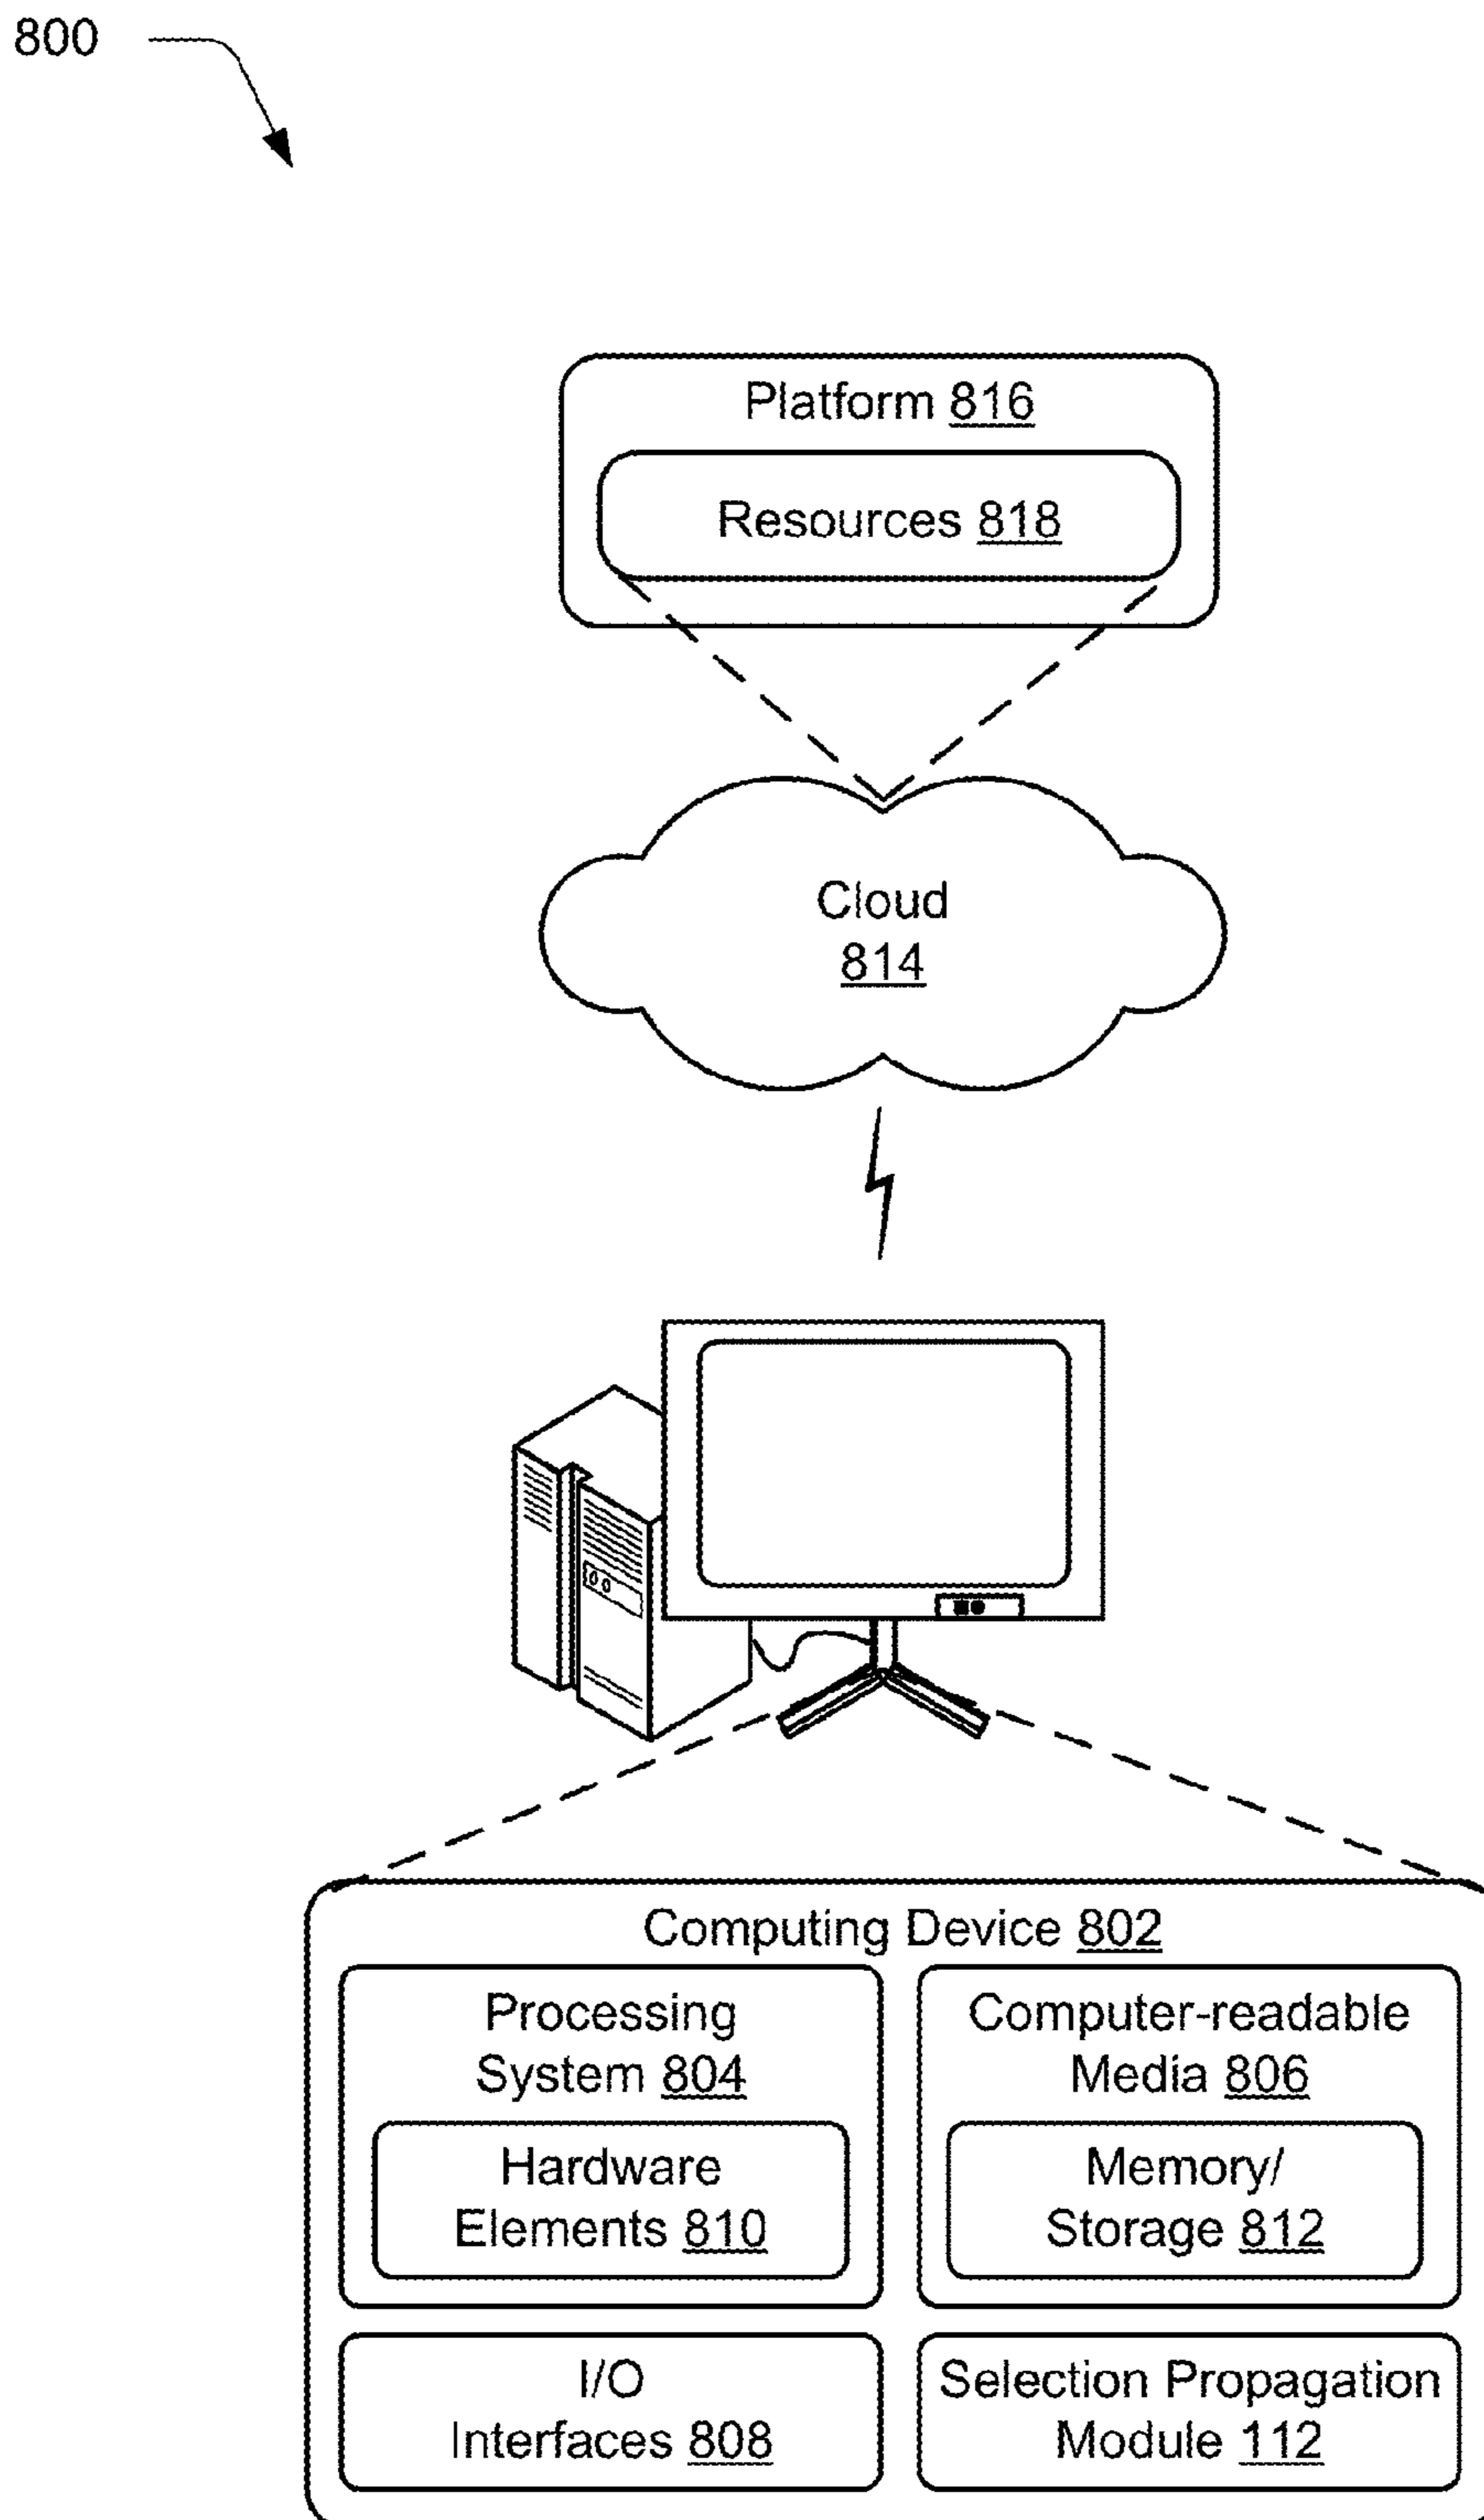 800
Platform 816
Resources 818
Cloud
814
Computing Device 802
Processing
System 804
Hardware
Elements 810
Computer-readable
Media 806
Memory/
Storage 812
I/O
Interfaces 808
Selection Propagation
Module 112